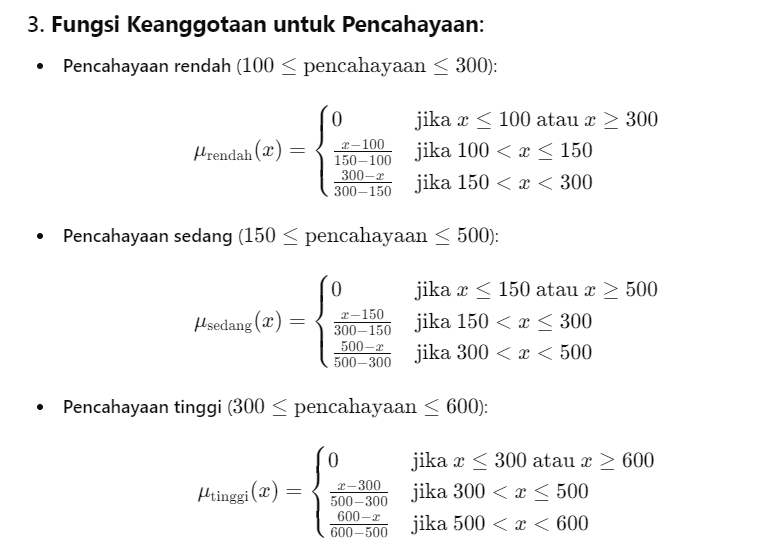 3. Fungsi Keanggotaan untuk Pencahayaan:
• Pencahayaan rendah (100 ≤ pencahayaan ≤ 300):
μ_rendah(x) = { 0 jika x ≤ 100 atau x ≥ 300
(x−100)/(150−100) jika 100 < x ≤ 150
(300−x)/(300−150) jika 150 < x < 300
• Pencahayaan sedang (150 ≤ pencahayaan ≤ 500):
μ_sedang(x) = { 0 jika x ≤ 150 atau x ≥ 500
(x−150)/(300−150) jika 150 < x ≤ 300
(500−x)/(500−300) jika 300 < x < 500
• Pencahayaan tinggi (300 ≤ pencahayaan ≤ 600):
μ_tinggi(x) = { 0 jika x ≤ 300 atau x ≥ 600
(x−300)/(500−300) jika 300 < x ≤ 500
(600−x)/(600−500) jika 500 < x < 600